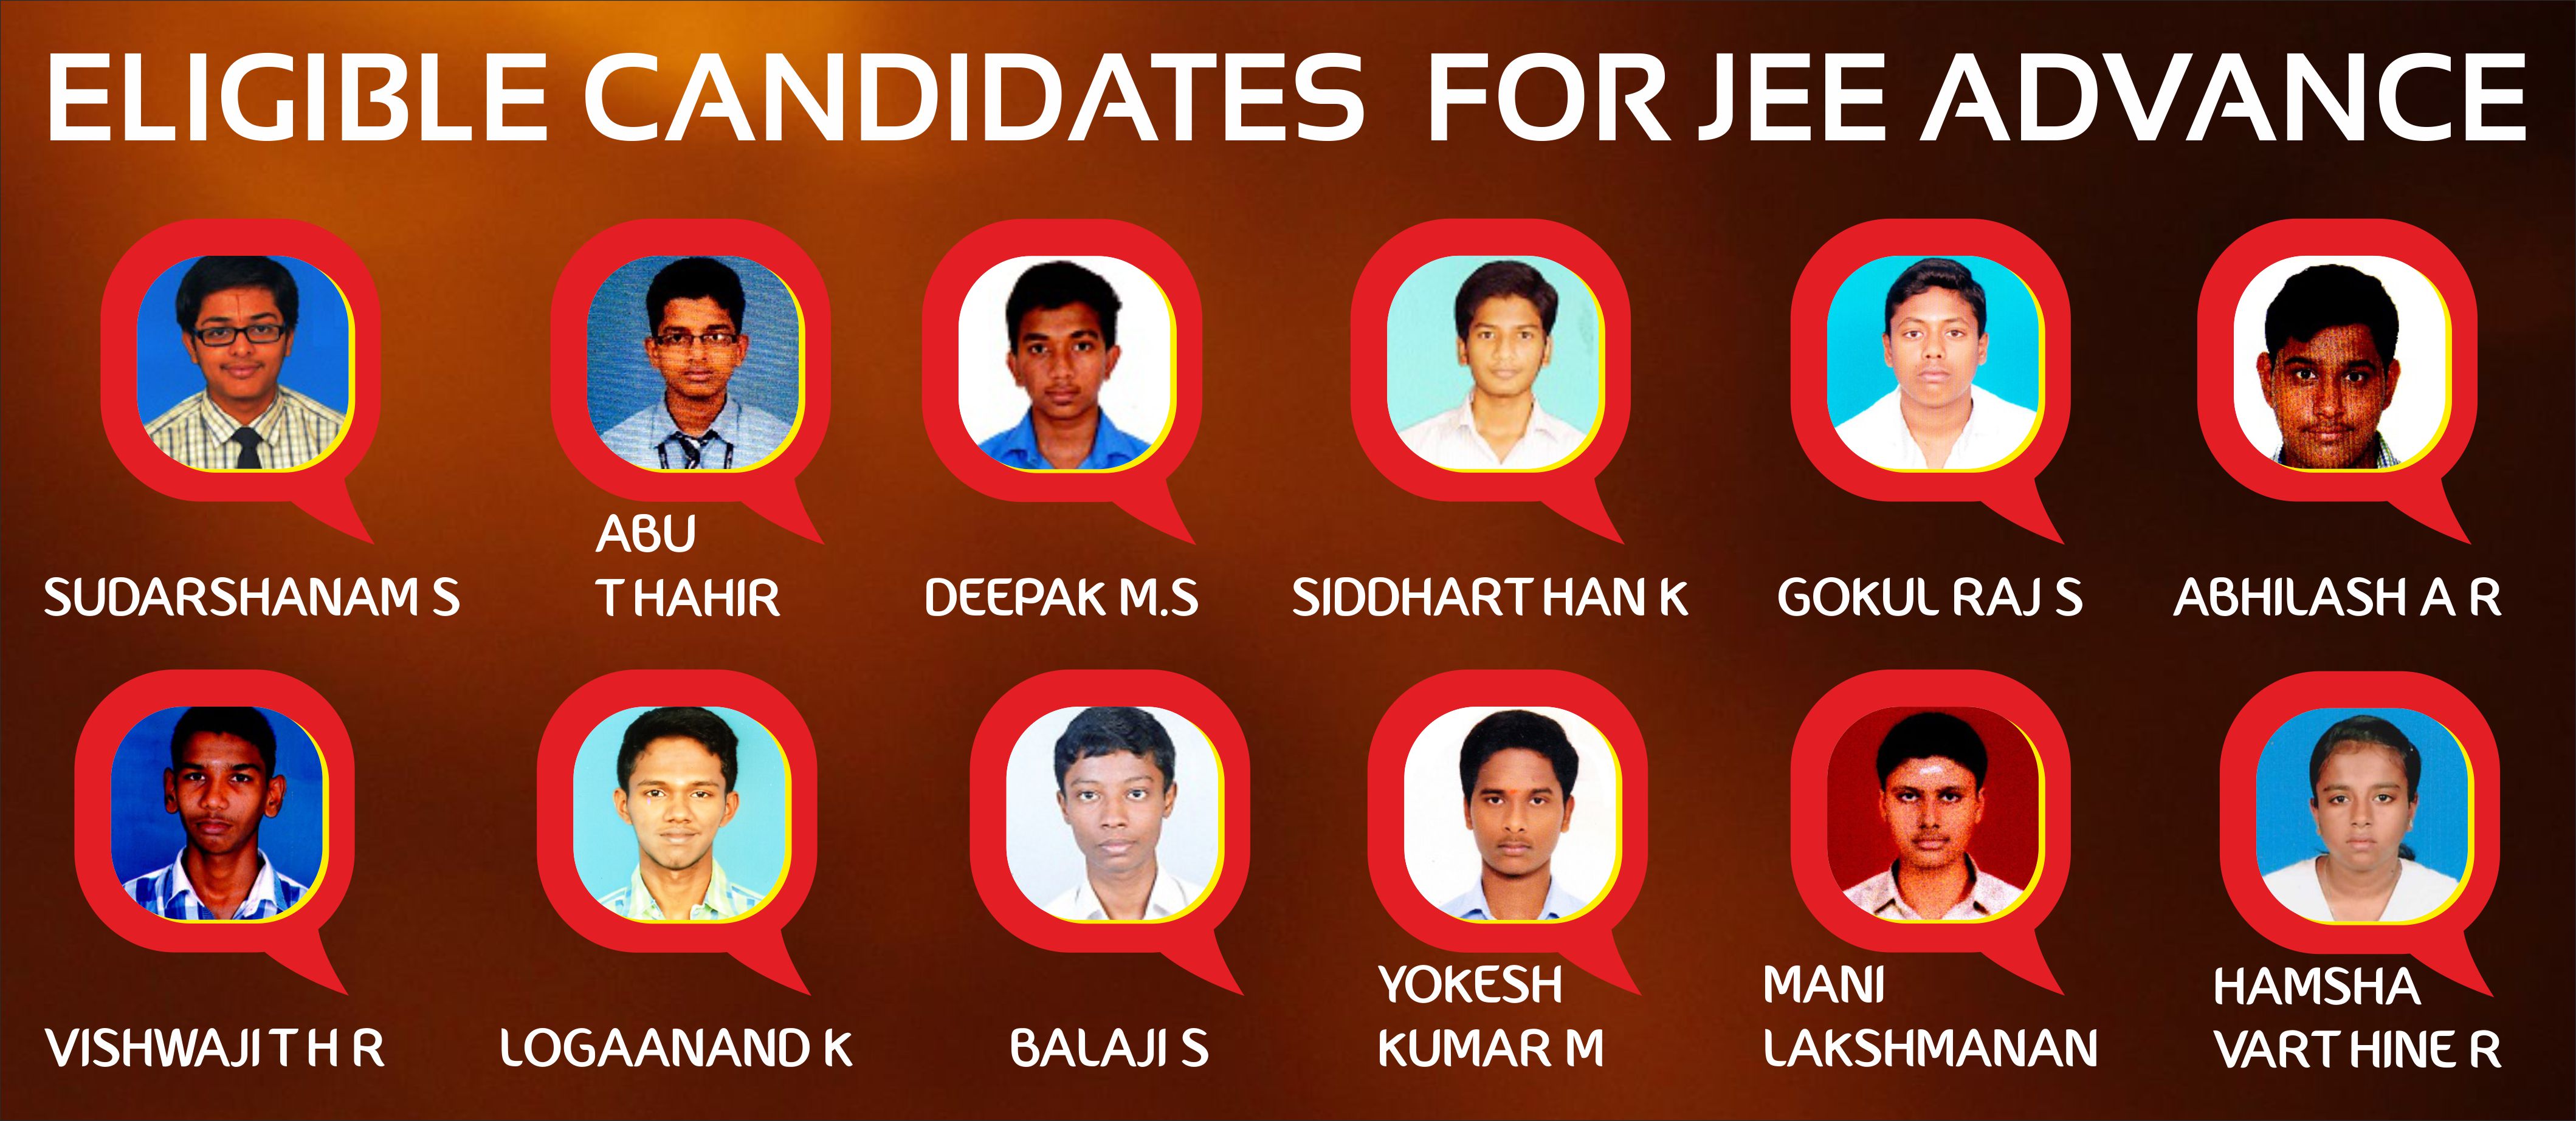 ELIGIBLE CANDIDATES FOR JEE ADVANCE
SUDARSHANAM S
ABU
THAHIR
DEEPAK M.S
SIDDHARTHAN K
GOKUL RAJ S
ABHILASH A R
VISHWAJITH R
LOGAANAND K
BALAJI S
YOKESH
KUMAR M
MANI
LAKSHMANAN
HAMSHA
VARTHINE R